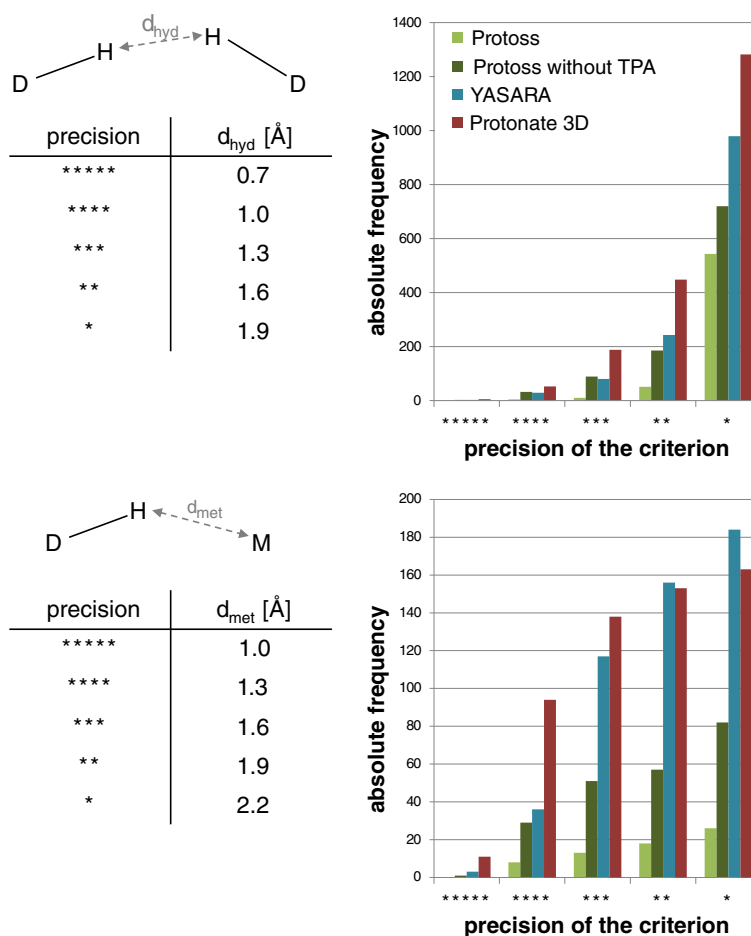 D H d_hyd H D
precision d_hyd [Å]
***** 0.7
**** 1.0
*** 1.3
** 1.6
* 1.9
absolute frequency
1400
1200
1000
800
600
400
200
0
Protoss
Protoss without TPA
YASARA
Protonate 3D
***** **** *** ** *
precision of the criterion
D H d_met M
precision d_met [Å]
***** 1.0
**** 1.3
*** 1.6
** 1.9
* 2.2
absolute frequency
200
180
160
140
120
100
80
60
40
20
0
***** **** *** ** *
precision of the criterion